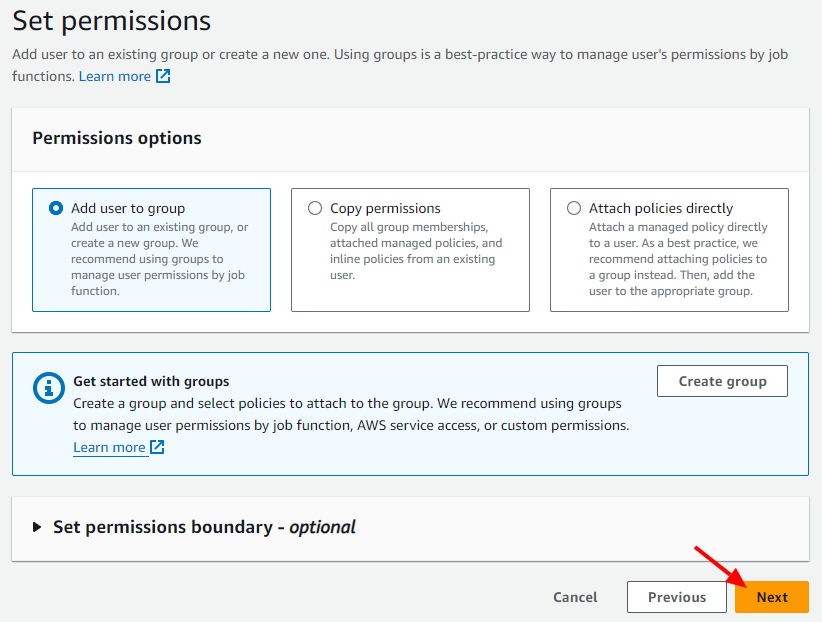 Set permissions
Add user to an existing group or create a new one. Using groups is a best-practice way to manage user's permissions by job
functions. Learn more
Permissions options
Add user to group
Add user to an existing group, or
create a new group. We
recommend using groups to
manage user permissions by job
function.
Copy permissions
Copy all group memberships,
attached managed policies, and
inline policies from an existing
user.
Attach policies directly
Attach a managed policy directly
to a user. As a best practice, we
recommend attaching policies to
a group instead. Then, add the
user to the appropriate group.
Get started with groups
Create a group and select policies to attach to the group. We recommend using groups
to manage user permissions by job function, AWS service access, or custom permissions.
Learn more
Create group
Set permissions boundary - optional
Cancel
Previous
Next